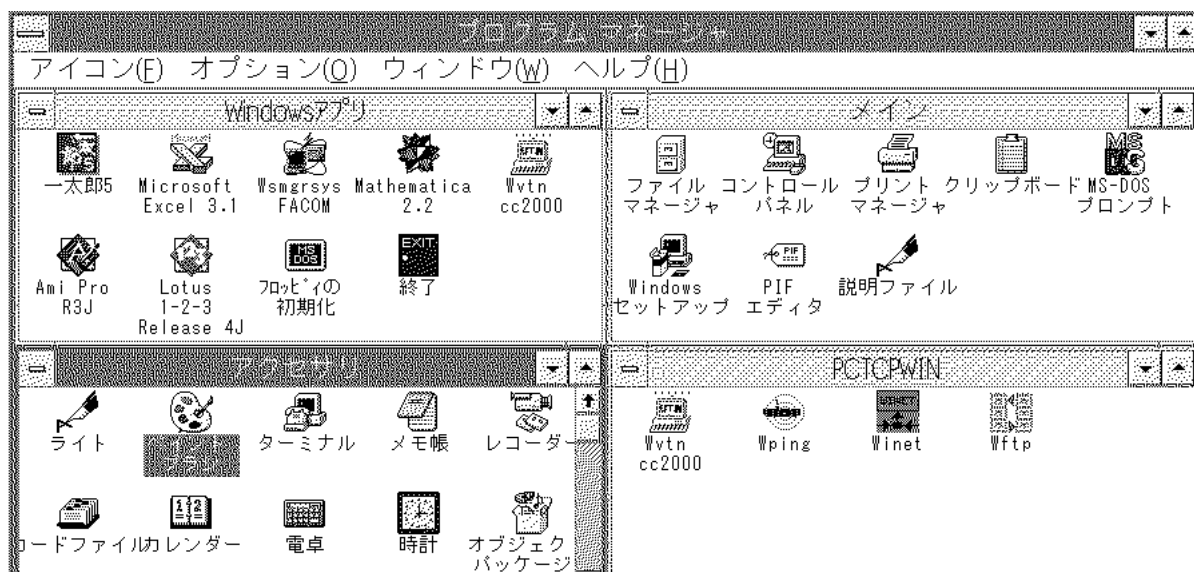 プログラム マネージャ
アイコン(F) オプション(O) ウィンドウ(W) ヘルプ(H)
Windowsアプリ
一太郎5
Microsoft
Excel 3.1
Wsmgrsys
FACOM
Mathematica
2.2
Wvtn
cc2000
Ami Pro
R3J
Lotus
1-2-3
Release 4J
フロッピィの
初期化
EXIT
終了
メイン
ファイル
マネージャ
コントロール
パネル
プリント
マネージャ
クリップボード
MS-DOS
プロンプト
Windows
セットアップ
PIF
エディタ
説明ファイル
アクセサリ
ライト
ブラシ
ターミナル
メモ帳
レコーダー
コードファイル
カレンダー
電卓
時計
オブジェク
パッケージ
PCTCPWIN
Wvtn
cc2000
Wping
Winet
Wftp